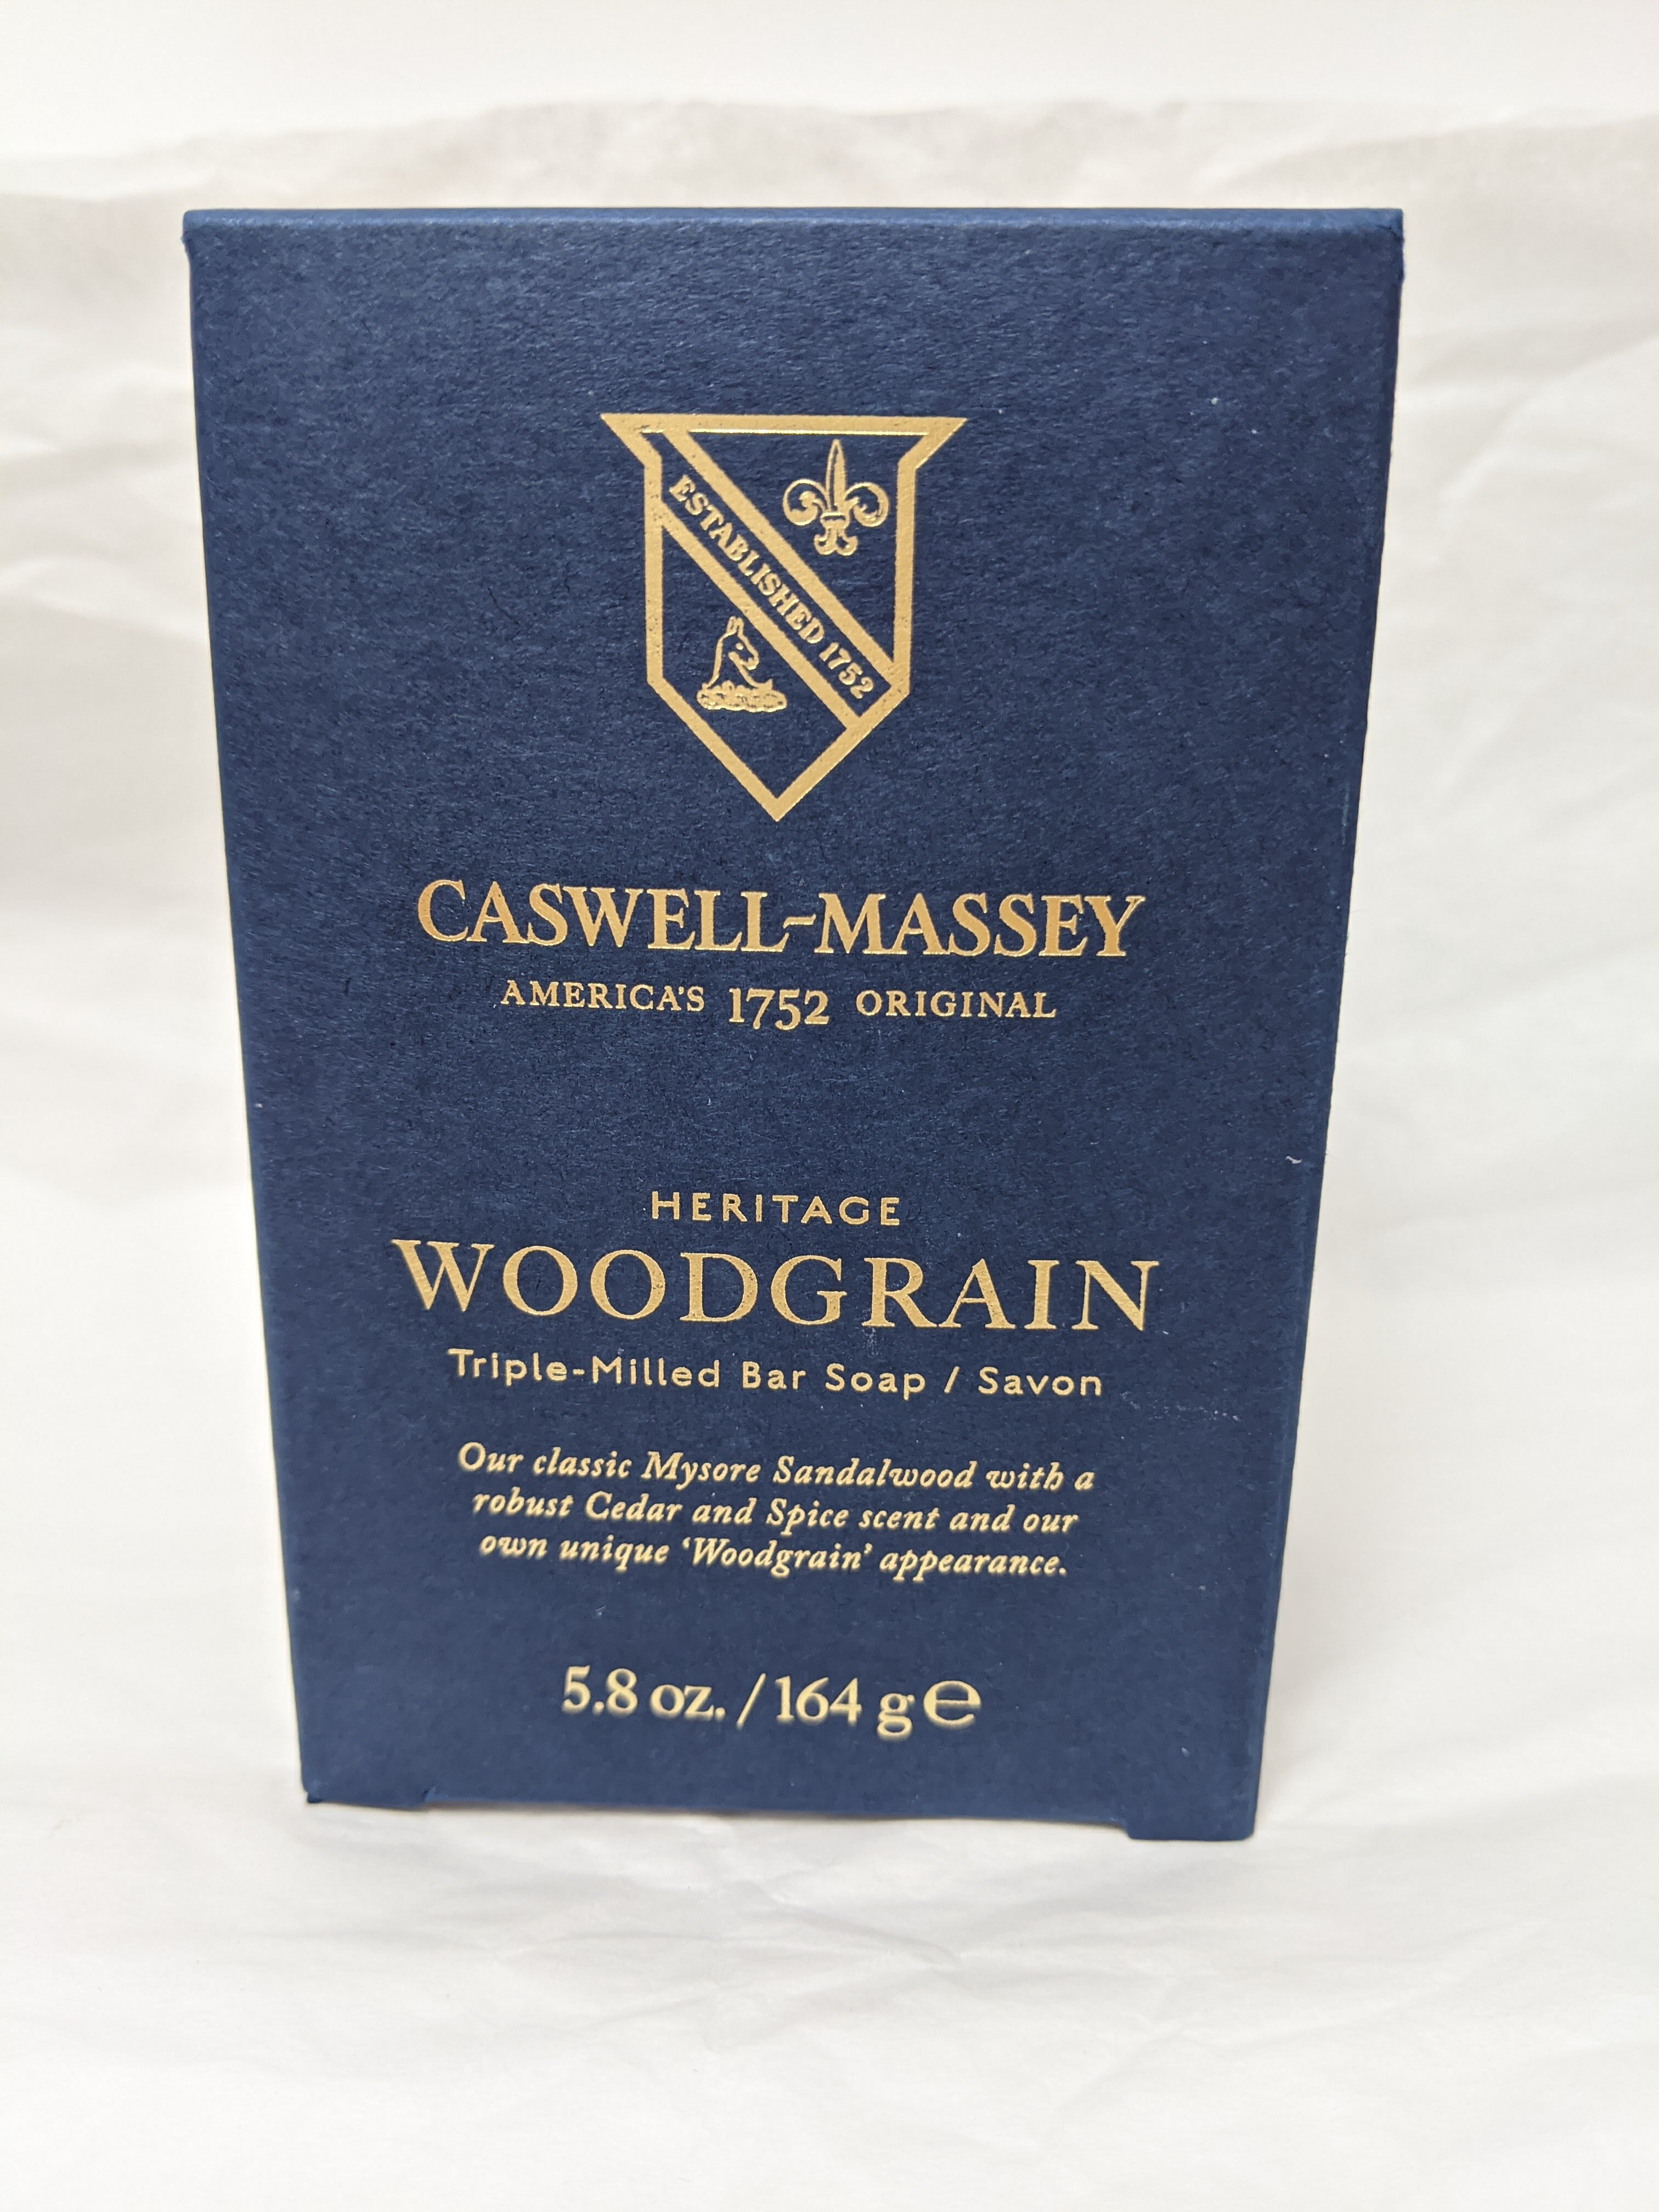 ESTABLISHED 1752
CASWELL-MASSEY
AMERICA'S 1752 ORIGINAL
HERITAGE
WOODGRAIN
Triple-Milled Bar Soap / Savon
Our classic Mysore Sandalwood with a
robust Cedar and Spice scent and our
own unique ‘Woodgrain’ appearance.
5.8 oz. / 164 g ℮